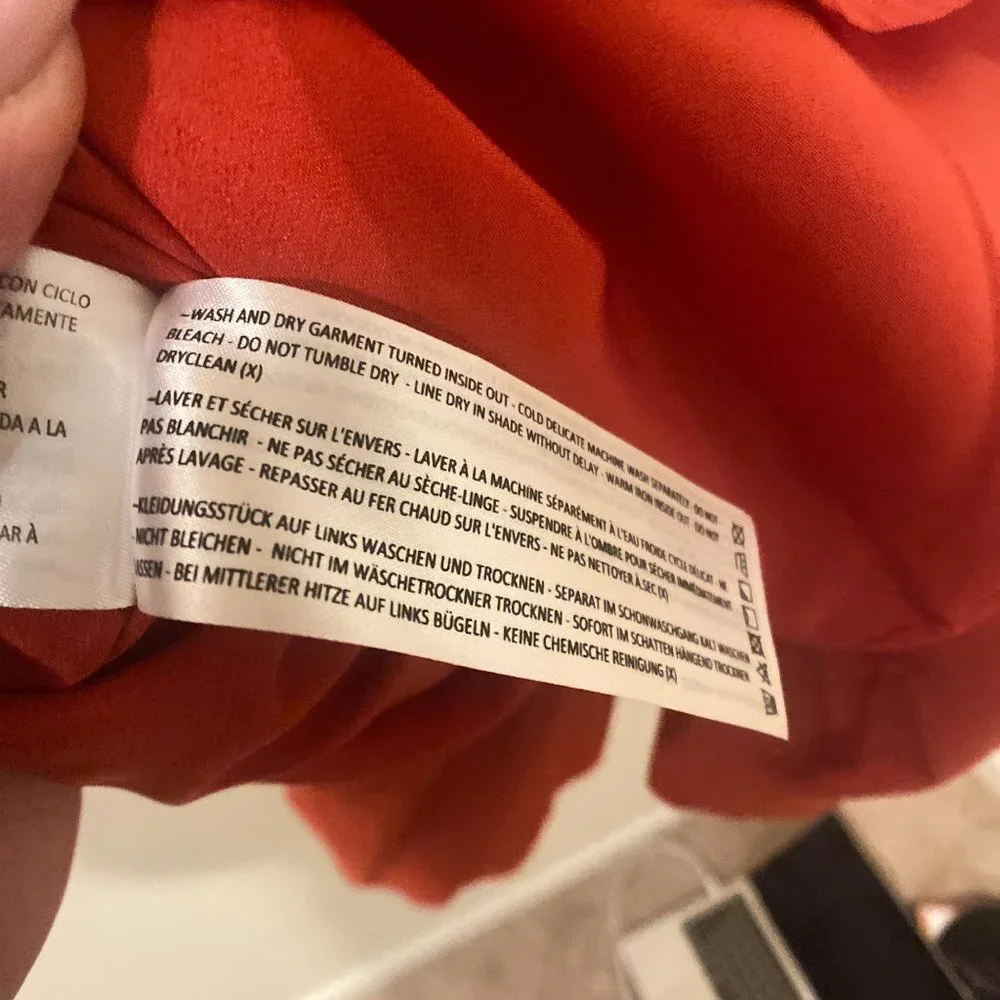 CON CICLO
AMENTE
R
DA A LA
AR À
-WASH AND DRY GARMENT TURNED INSIDE OUT - COLD DELICATE MACHINE WASH SEPARATELY - DO NOT
BLEACH - DO NOT TUMBLE DRY - LINE DRY IN SHADE WITHOUT DELAY - WARM IRON INSIDE OUT - DO NOT
DRYCLEAN (X)
-LAVER ET SÉCHER SUR L'ENVERS - LAVER À LA MACHINE SÉPARÉMENT À L'EAU FROIDE CYCLE DÉLICAT - NE
PAS BLANCHIR - NE PAS SÉCHER AU SÈCHE-LINGE - SUSPENDRE À L'OMBRE POUR SÉCHER IMMÉDIATEMENT
APRÈS LAVAGE - REPASSER AU FER CHAUD SUR L'ENVERS - NE PAS NETTOYER À SEC (X)
-KLEIDUNGSSTÜCK AUF LINKS WASCHEN UND TROCKNEN - SEPARAT IM SCHONWASCHGANG KALT WASCHEN
NICHT BLEICHEN - NICHT IM WÄSCHETROCKNER TROCKNEN - SOFORT IM SCHATTEN HÄNGEND TROCKNEN
ASSEN - BEI MITTLERER HITZE AUF LINKS BÜGELN - KEINE CHEMISCHE REINIGUNG (X)